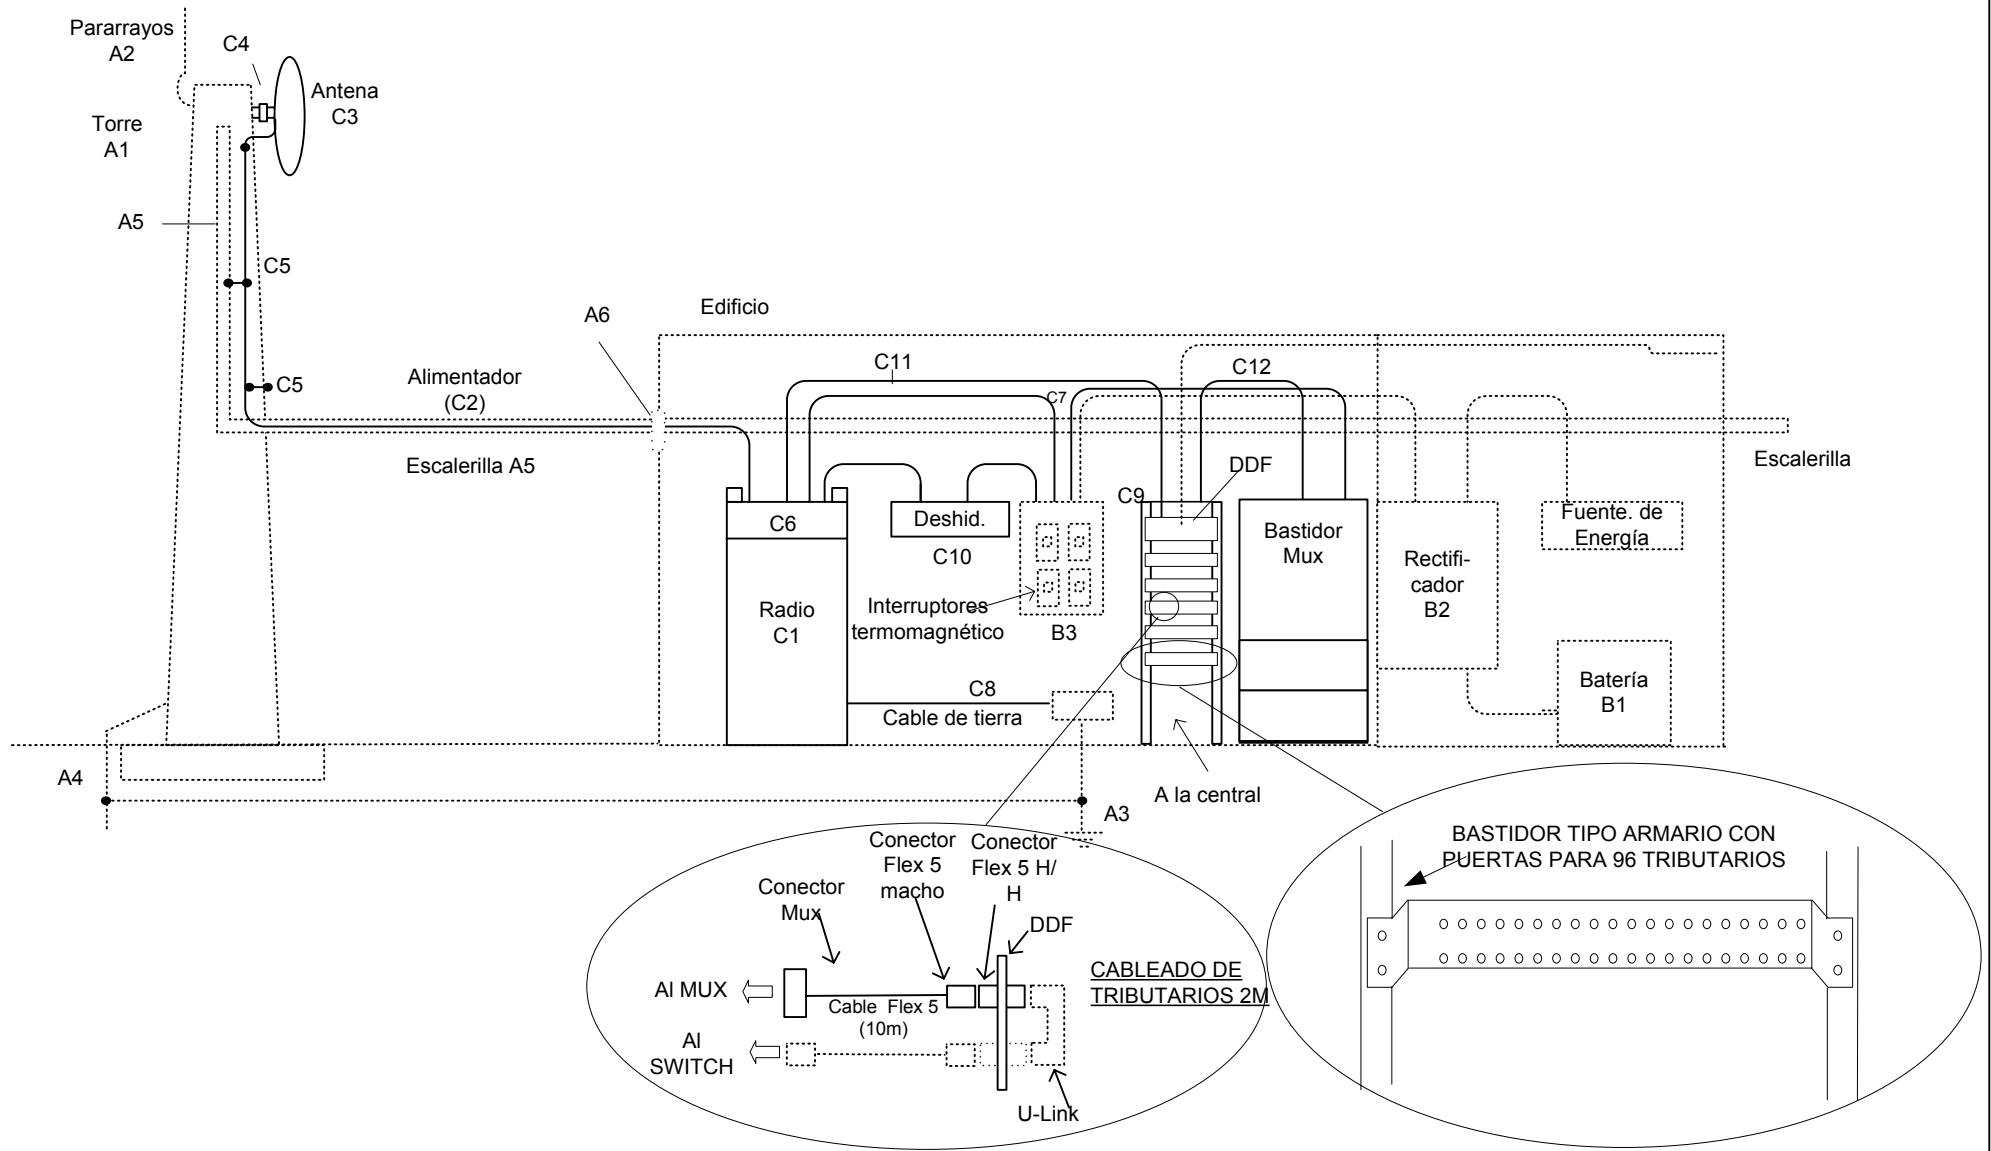 Pararrayos
A2
C4
Antena
C3
Torre
A1
A5
C5
C5
A6
Edificio
Alimentador
(C2)
Escalerilla A5
C11
C7
C12
DDF
Escalerilla
C6
Deshid.
C10
C9
Bastidor
Mux
Fuente. de
Energía
Rectifi-
cador
B2
Radio
C1
Interruptores
termomagnético
B3
C8
Cable de tierra
Batería
B1
A4
A3
A la central
Conector
Flex 5
macho
Conector
Flex 5 H/
H
Conector
Mux
DDF
Al MUX
Cable Flex 5
(10m)
Al
SWITCH
U-Link
CABLEADO DE
TRIBUTARIOS 2M
BASTIDOR TIPO ARMARIO CON
PUERTAS PARA 96 TRIBUTARIOS